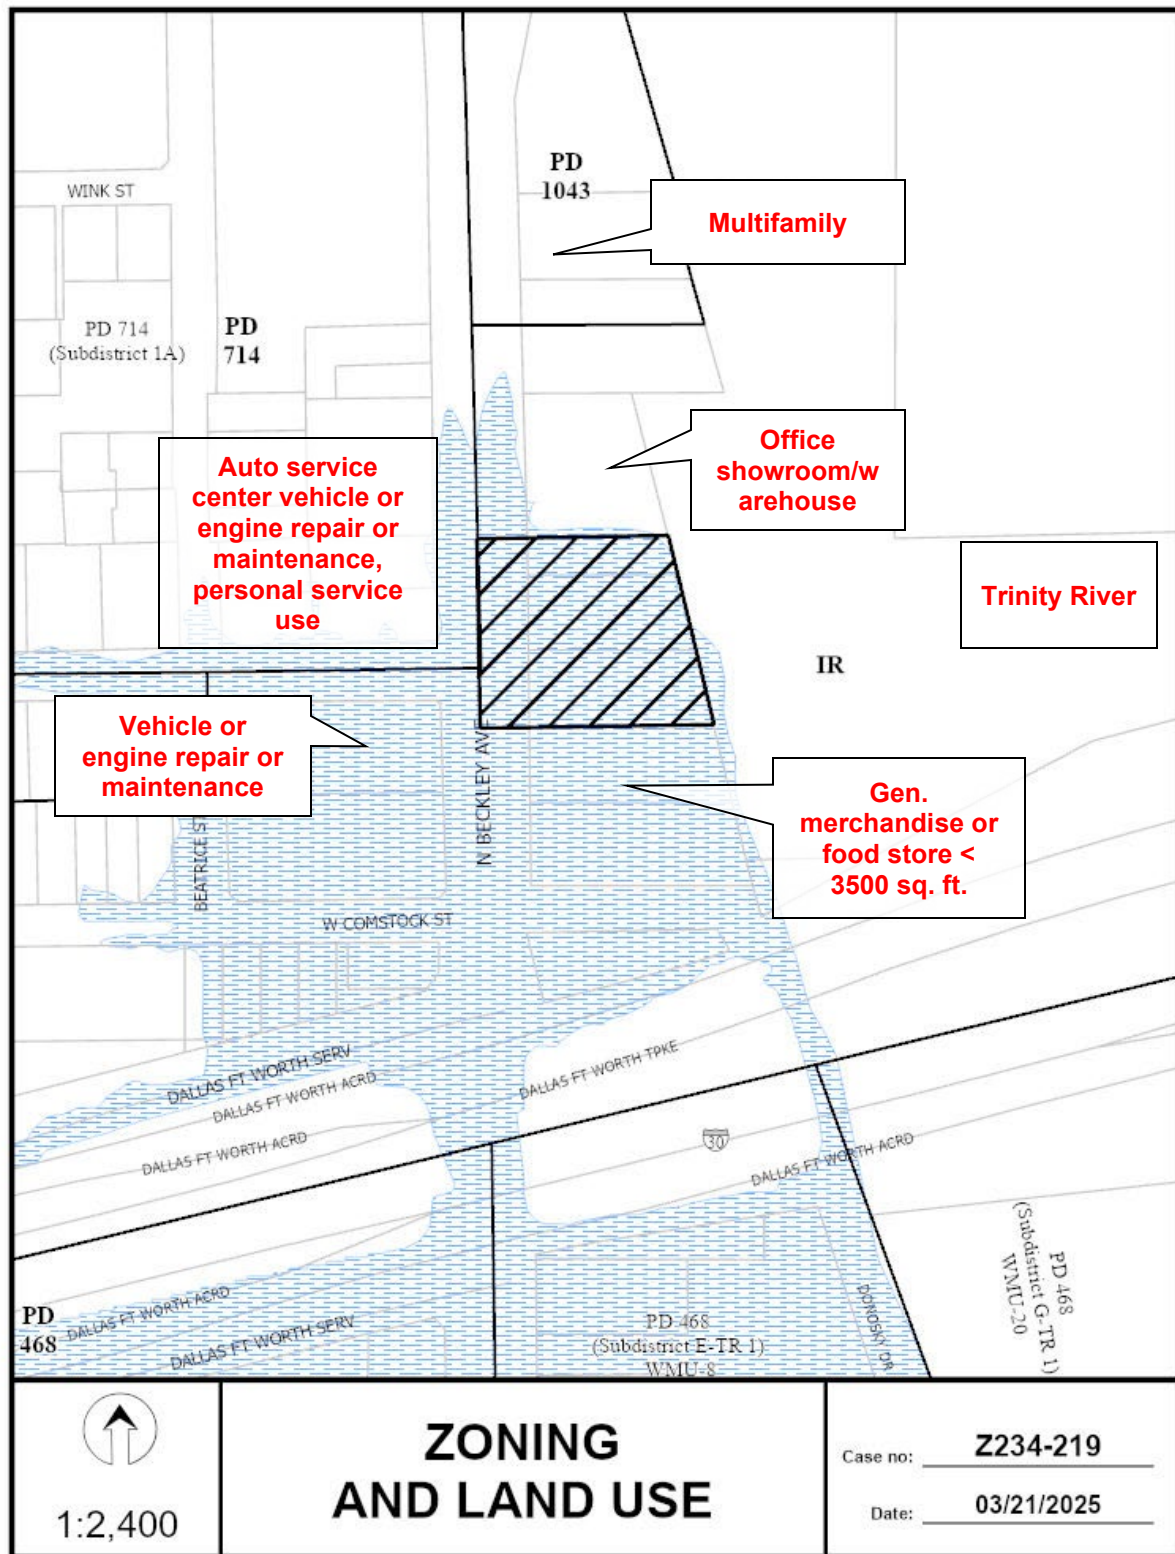 PD
1043
WINK ST
Multifamily
PD 714
(Subdistrict 1A)
PD
714
Office
showroom/w
arehouse
Auto service
center vehicle or
engine repair or
maintenance,
personal service
use
Trinity River
IR
Vehicle or
engine repair or
maintenance
N BECKLEY AVE
Gen.
merchandise or
food store <
3500 sq. ft.
BEATRICE ST
W COMSTOCK ST
DALLAS FT WORTH SERV
DALLAS FT WORTH ACRD
DALLAS FT WORTH TPKE
DALLAS FT WORTH ACRD
30
DALLAS FT WORTH ACRD
PD 468
(Subdistrict G-TR 1)
WMU-20
PD
468
DALLAS FT WORTH ACRD
DALLAS FT WORTH SERV
PD 468
(Subdistrict E-TR 1)
WMU-8
DONOSKY DR
1:2,400
ZONING
AND LAND USE
Case no: Z234-219
Date: 03/21/2025